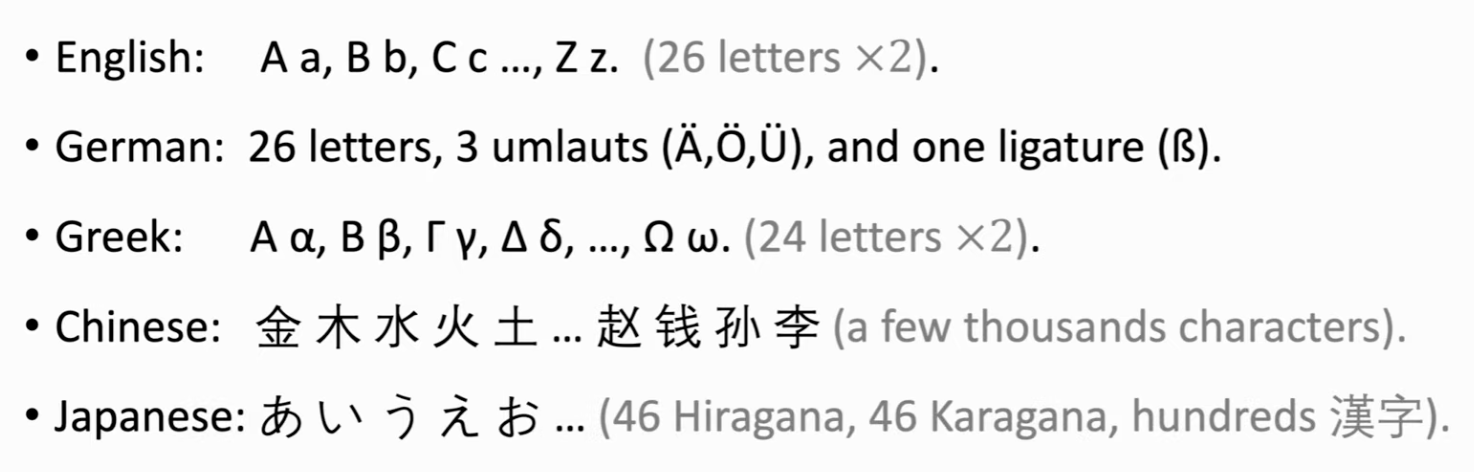 • English: A a, B b, C c ..., Z z. (26 letters ×2).
• German: 26 letters, 3 umlauts (Ä,Ö,Ü), and one ligature (ß).
• Greek: Α α, Β β, Γ γ, Δ δ, ..., Ω ω. (24 letters ×2).
• Chinese: 金 木 水 火 土 ... 赵 钱 孙 李 (a few thousands characters).
• Japanese: あ い う え お ... (46 Hiragana, 46 Karagana, hundreds 漢字).